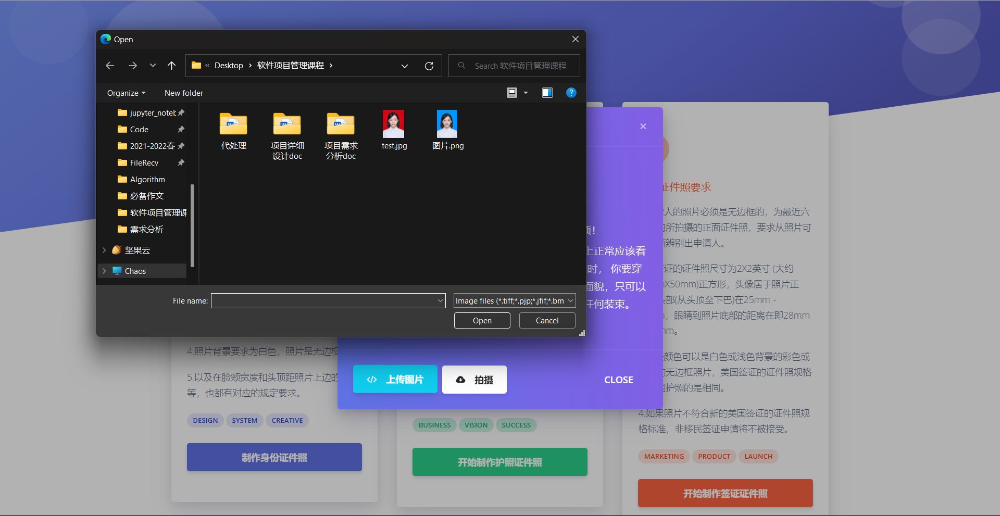 Open
« Desktop › 软件项目管理课程 ›
Search 软件项目管理课程
Organize
New folder
jupyter_notet
Code
2021-2022春
FileRecv
Algorithm
必备作文
软件项目管理课
需求分析
坚果云
Chaos
代处理
项目详细
设计doc
项目需求
分析doc
test.jpg
图片.png
File name:
Image files (*.tiff;*.pjp;*.jfif;*.bm
Open
Cancel
!
上正常应该看
时， 你要穿
面貌，只可以
任何装束。
上传图片
拍摄
CLOSE
4.照片背景要求为白色，照片是无边框
5.以及在脸颊宽度和头顶距照片上边的
等，也都有对应的规定要求。
DESIGN
SYSTEM
CREATIVE
制作身份证件照
BUSINESS
VISION
SUCCESS
开始制作护照证件照
证件照要求
人的照片必须是无边框的，为最近六
所拍摄的正面证件照，要求从照片可
辨别出申请人。
证的证件照尺寸为2X2英寸 (大约
X50mm)正方形，头像居于照片正
部(从头顶至下巴)在25mm -
，眼睛到照片底部的距离在即28mm
mm。
颜色可以是白色或浅色背景的彩色或
的无边框照片，美国签证的证件照规格
护照的是相同。
4.如果照片不符合新的美国签证的证件照规
格标准，非移民签证申请将不被接受。
MARKETING
PRODUCT
LAUNCH
开始制作签证证件照